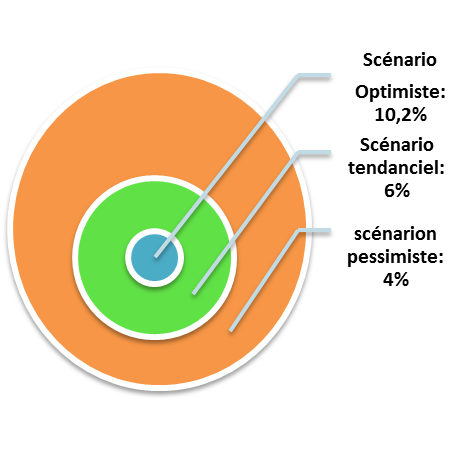 Scénario
Optimiste:
10,2%
Scénario
tendanciel:
6%
scénarion
pessimiste:
4%